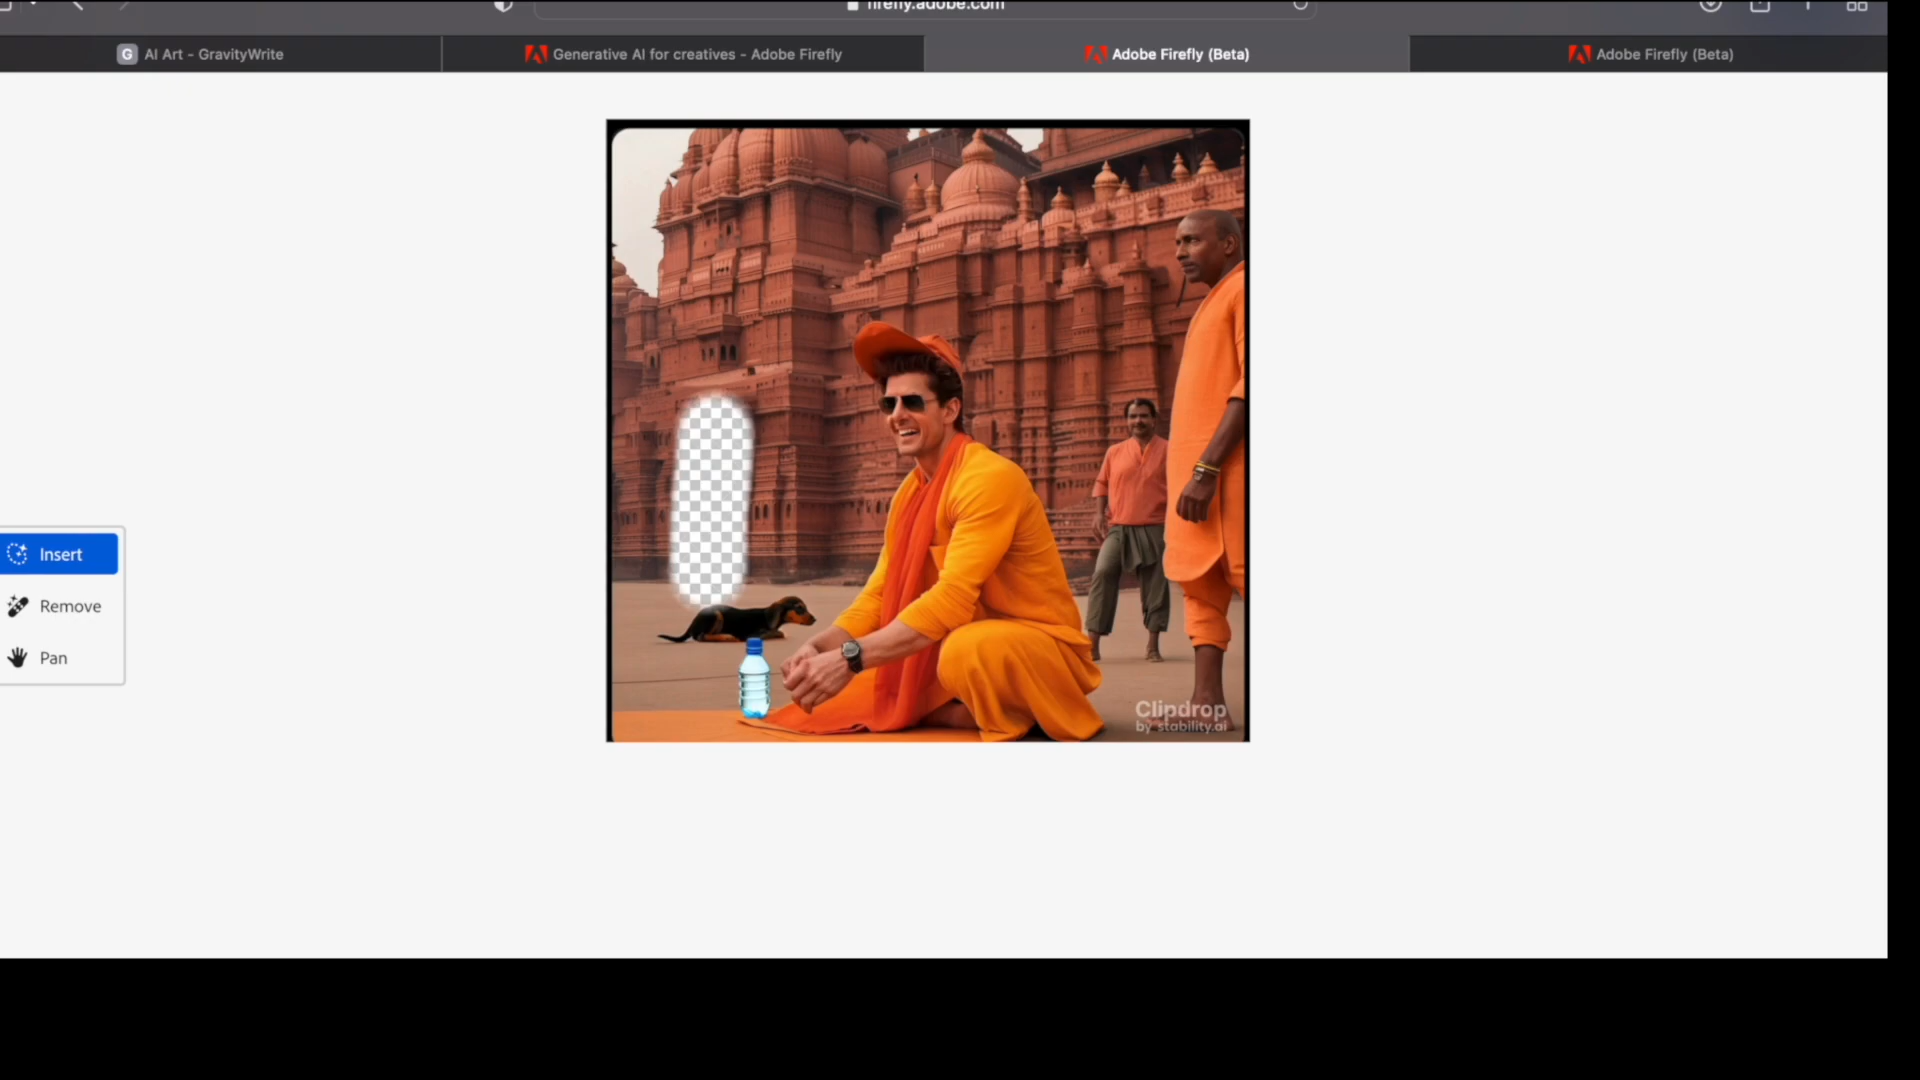 firefly.adobe.com
G AI Art - GravityWrite
Generative AI for creatives - Adobe Firefly
Adobe Firefly (Beta)
Adobe Firefly (Beta)
Insert
Remove
Pan
Clipdrop
by stability.ai